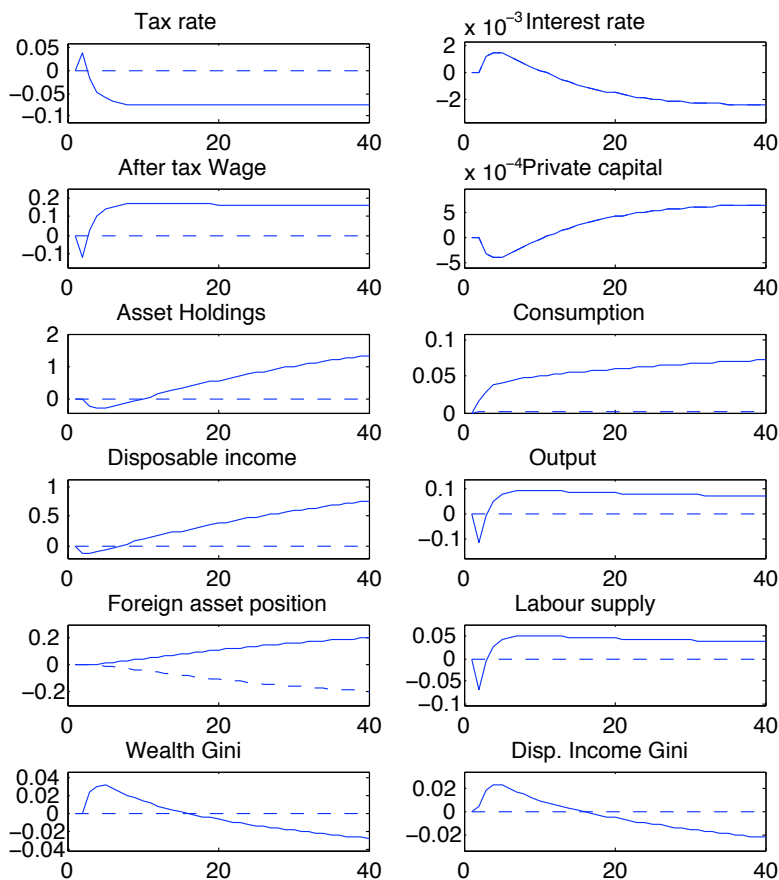 Tax rate
x 10⁻³ Interest rate
0.05
0
−0.05
−0.1
0 20 40
2
0
−2
0 20 40
After tax Wage
x 10⁻⁴ Private capital
0.2
0.1
0
−0.1
0 20 40
5
0
−5
0 20 40
Asset Holdings
Consumption
2
1
0
0 20 40
0.1
0.05
0
0 20 40
Disposable income
Output
1
0.5
0
0 20 40
0.1
0
−0.1
0 20 40
Foreign asset position
Labour supply
0.2
0
−0.2
0 20 40
0.05
0
−0.05
−0.1
0 20 40
Wealth Gini
Disp. Income Gini
0.04
0.02
0
−0.02
−0.04
0 20 40
0.02
0
−0.02
0 20 40